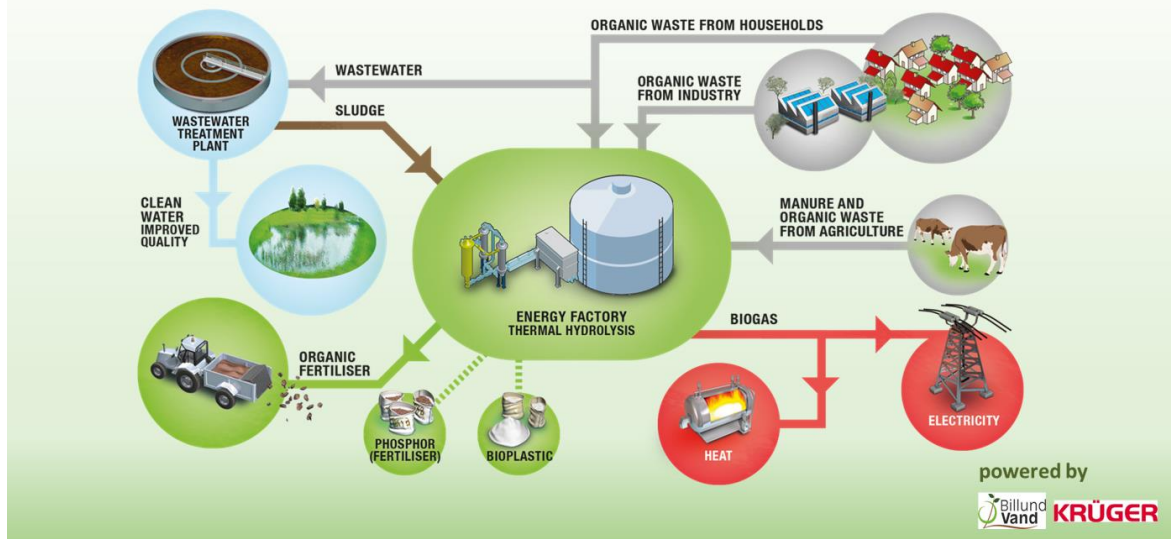 ORGANIC WASTE FROM HOUSEHOLDS
WASTEWATER
ORGANIC WASTE
FROM INDUSTRY
SLUDGE
WASTEWATER
TREATMENT
PLANT
CLEAN
WATER
IMPROVED
QUALITY
MANURE AND
ORGANIC WASTE
FROM AGRICULTURE
ENERGY FACTORY
THERMAL HYDROLYSIS
BIOGAS
ORGANIC
FERTILISER
PHOSPHOR
(FERTILISER)
BIOPLASTIC
HEAT
ELECTRICITY
powered by
Billund
Vand
KRÜGER